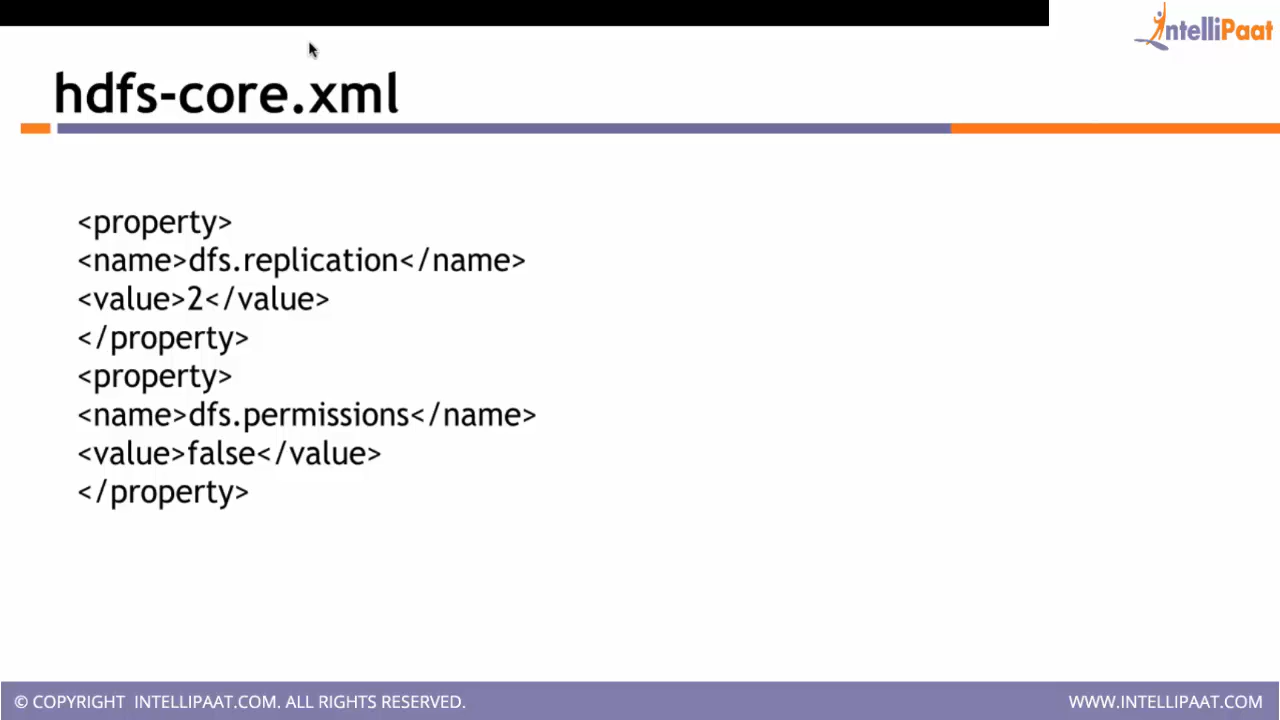 IntelliPaat
hdfs-core.xml
<property>
<name>dfs.replication</name>
<value>2</value>
</property>
<property>
<name>dfs.permissions</name>
<value>false</value>
</property>
© COPYRIGHT INTELLIPAAT.COM. ALL RIGHTS RESERVED.
WWW.INTELLIPAAT.COM